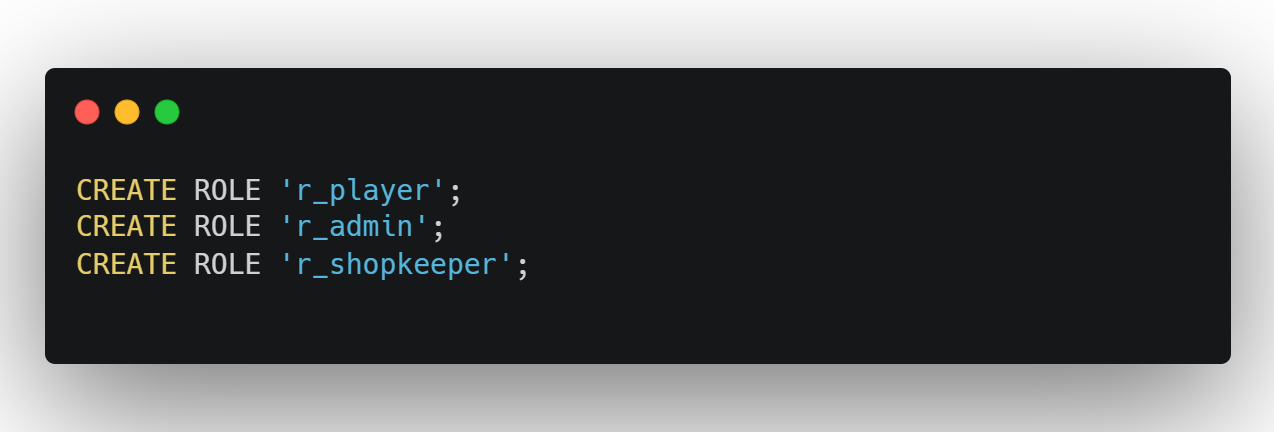 CREATE ROLE 'r_player';
CREATE ROLE 'r_admin';
CREATE ROLE 'r_shopkeeper';